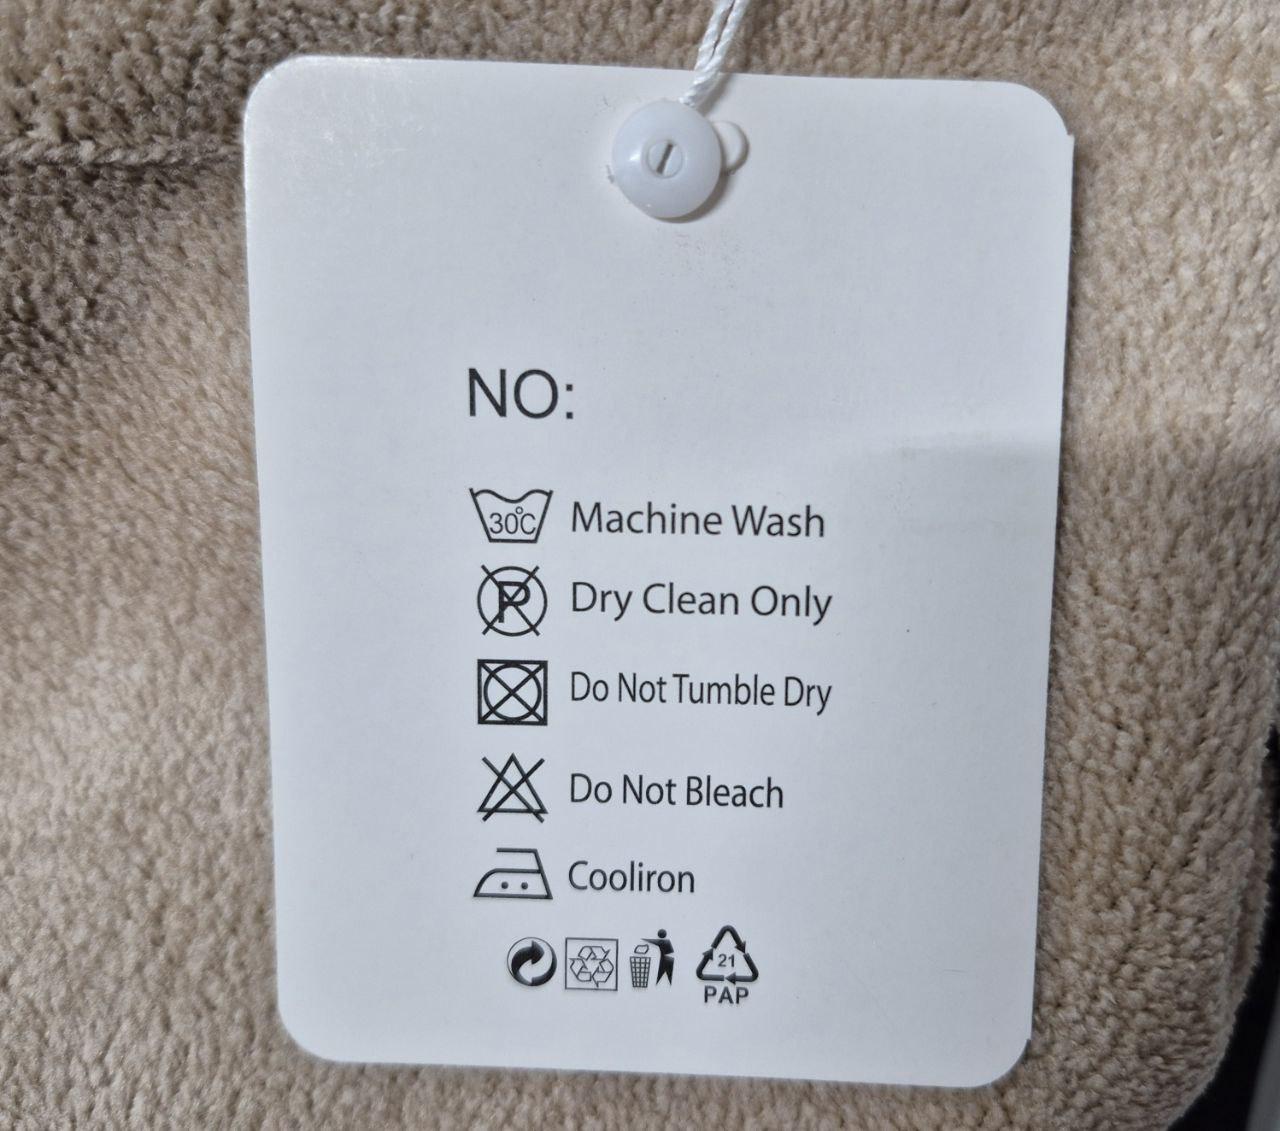 NO:
30℃ Machine Wash
P Dry Clean Only
Do Not Tumble Dry
Do Not Bleach
Cooliron
21
PAP